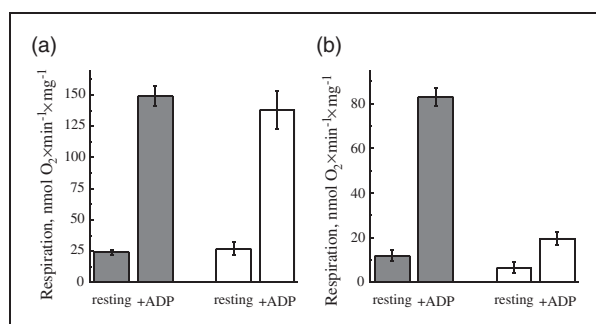 (a)
Respiration, nmol O₂×min⁻¹×mg⁻¹
150
125
100
75
50
25
0
resting +ADP
resting +ADP
(b)
Respiration, nmol O₂×min⁻¹×mg⁻¹
80
60
40
20
0
resting +ADP
resting +ADP